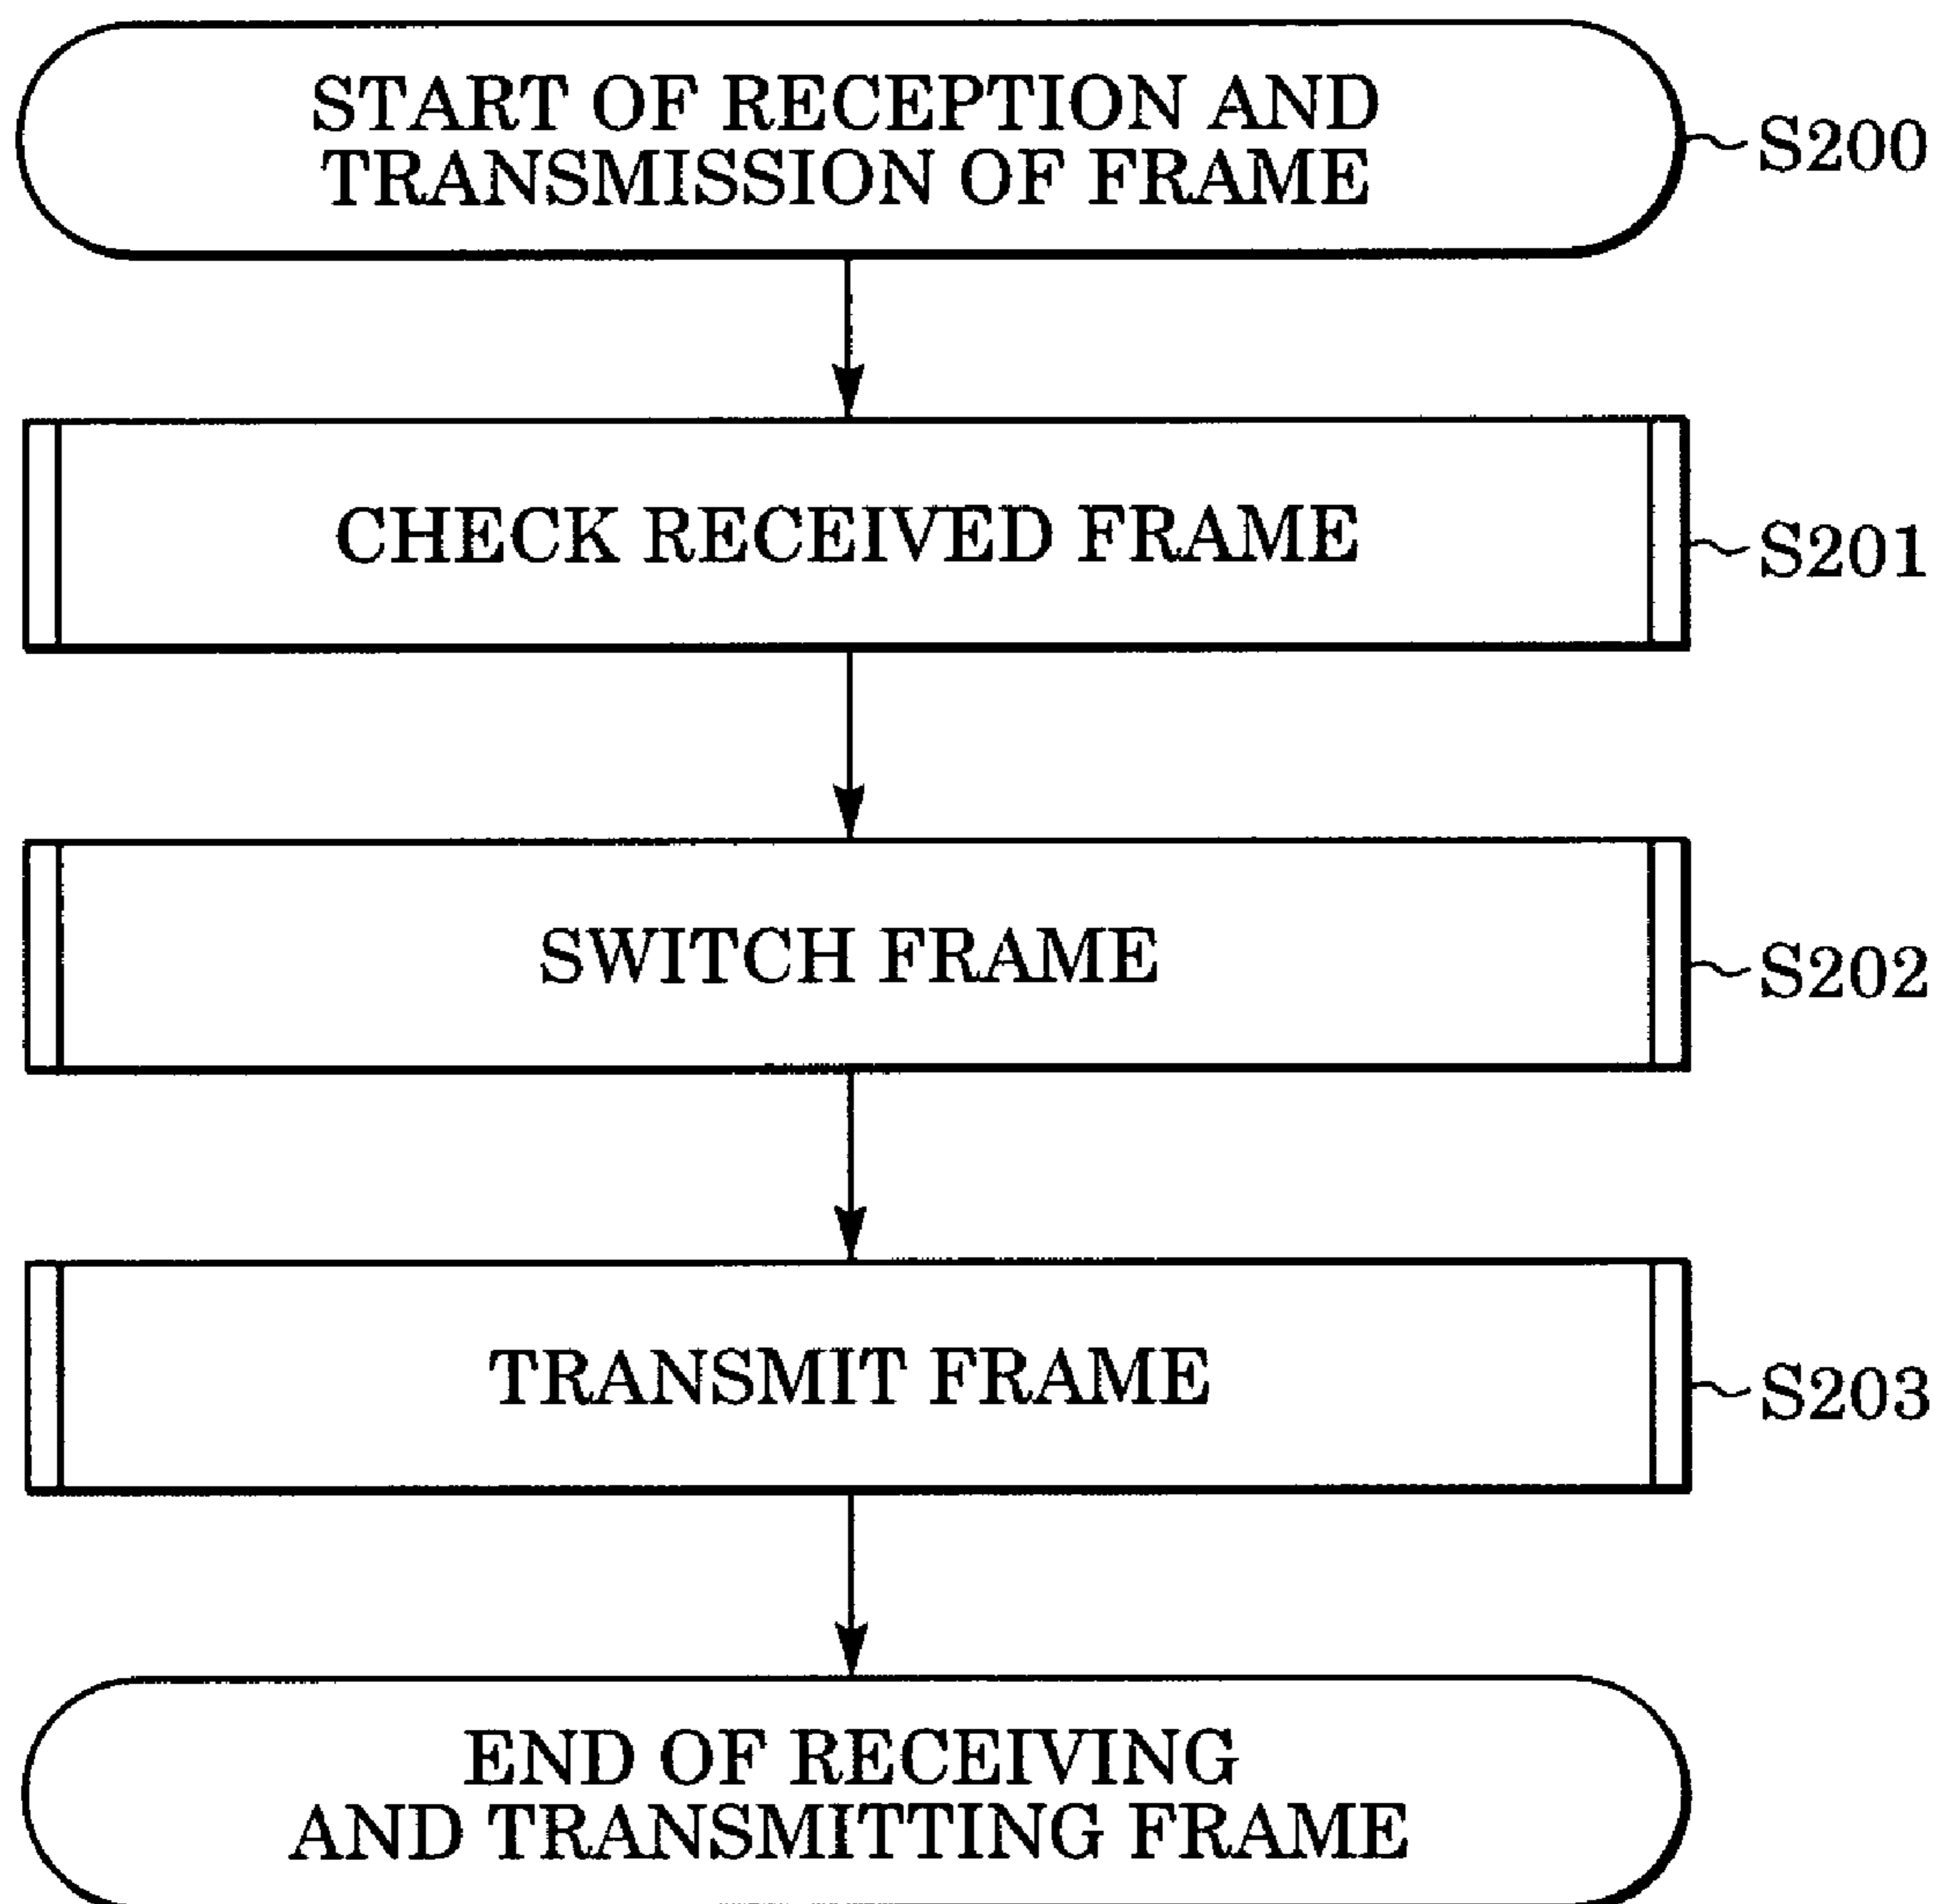 START OF RECEPTION AND
TRANSMISSION OF FRAME
S200
CHECK RECEIVED FRAME
S201
SWITCH FRAME
S202
TRANSMIT FRAME
S203
END OF RECEIVING
AND TRANSMITTING FRAME